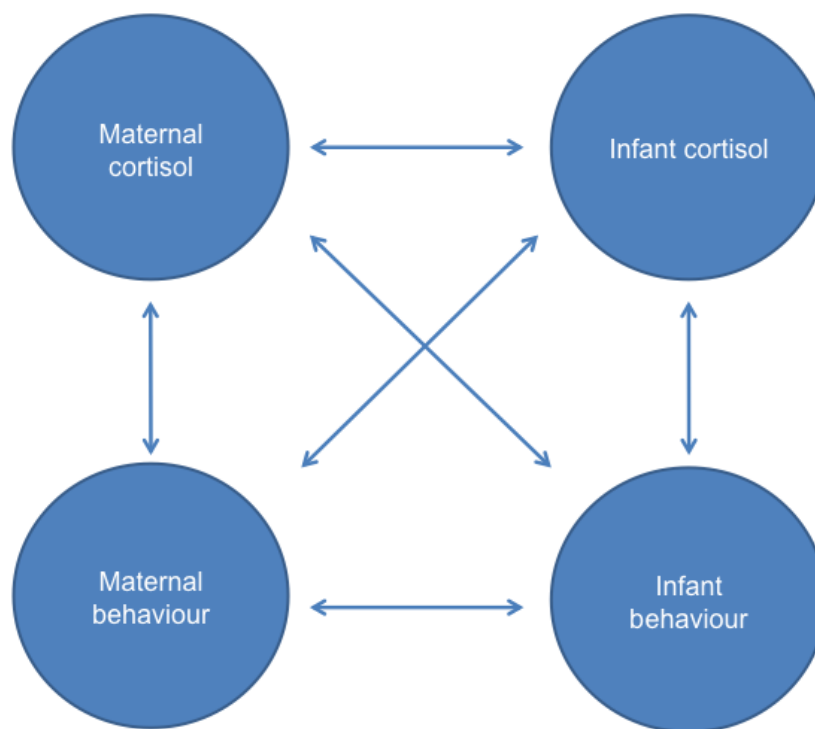 Maternal
cortisol
Infant cortisol
Maternal
behaviour
Infant
behaviour